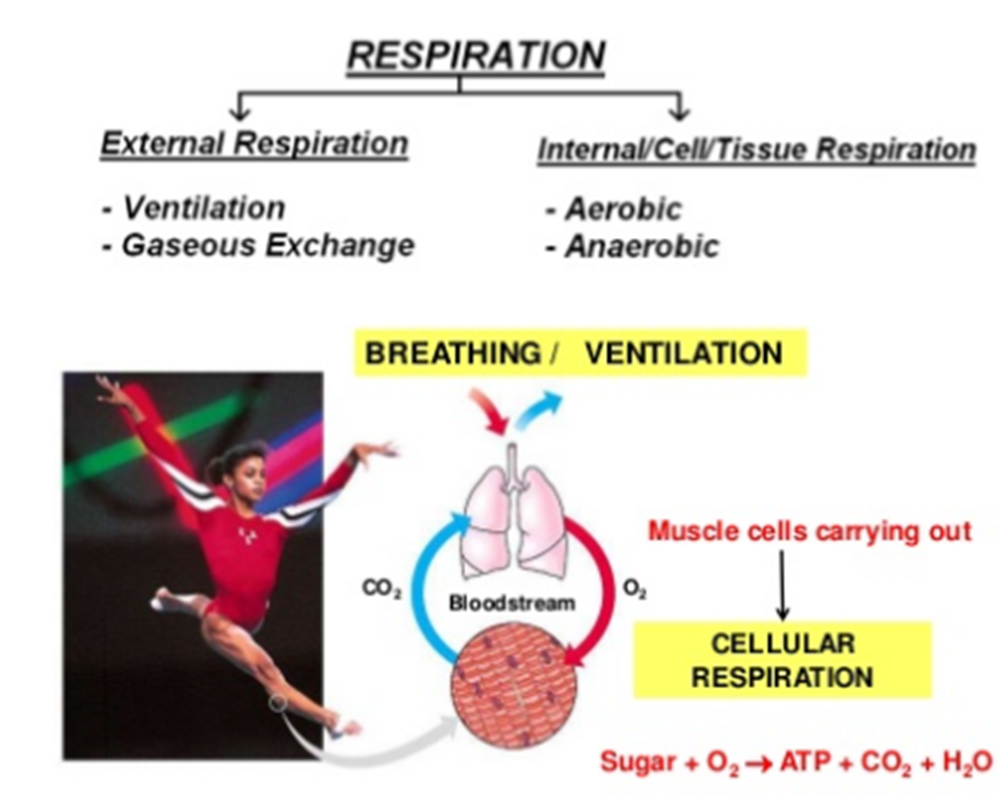 RESPIRATION
External Respiration
- Ventilation
- Gaseous Exchange
Internal/Cell/Tissue Respiration
- Aerobic
- Anaerobic
BREATHING / VENTILATION
CO₂
Bloodstream
O₂
Muscle cells carrying out
CELLULAR
RESPIRATION
Sugar + O₂ → ATP + CO₂ + H₂O